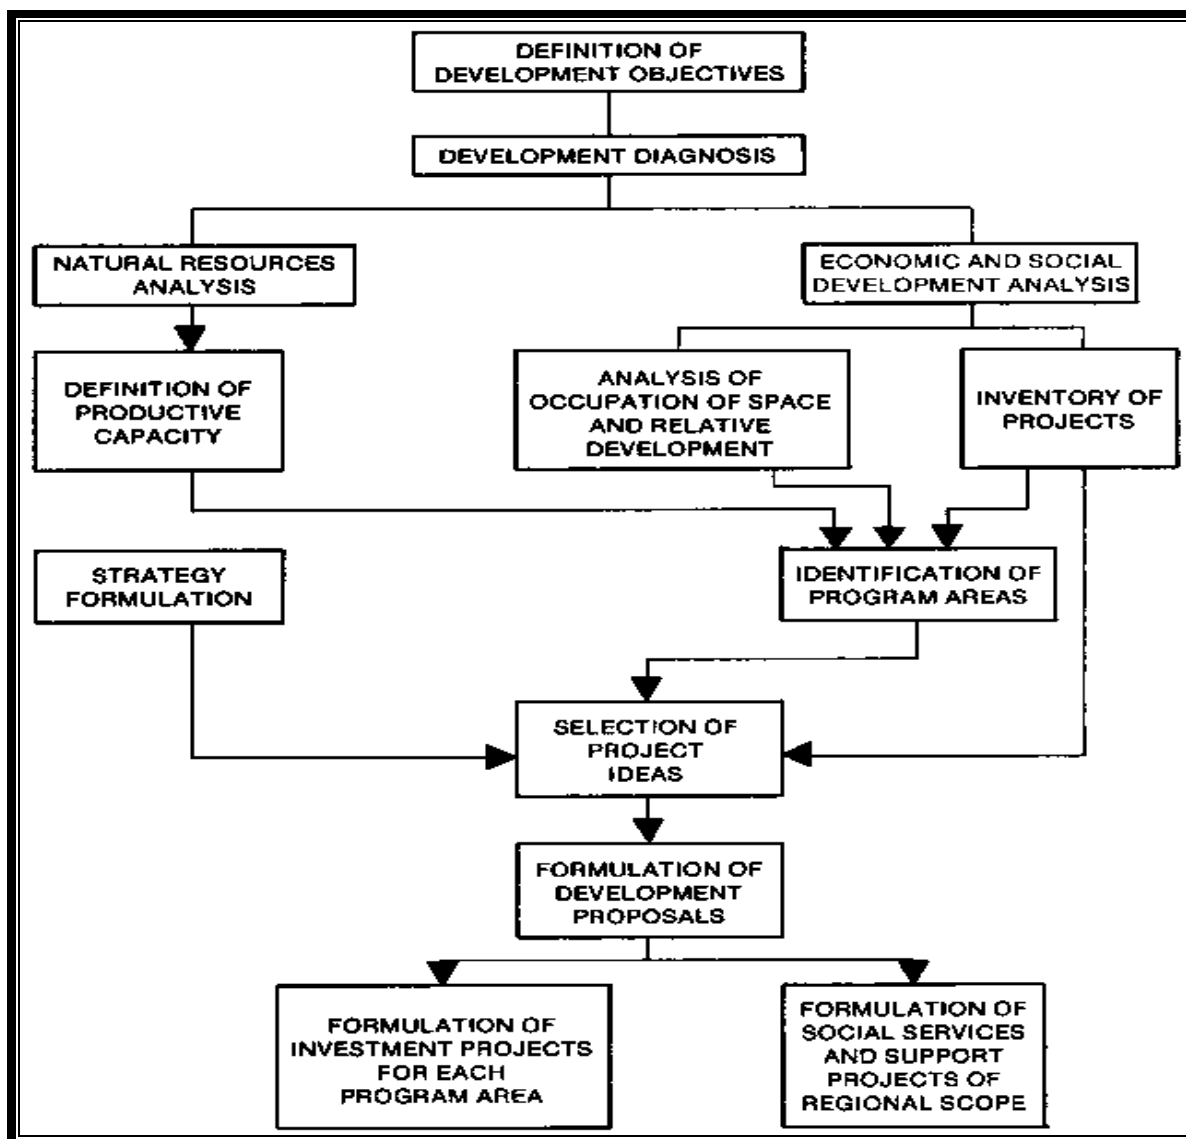 DEFINITION OF
DEVELOPMENT OBJECTIVES
DEVELOPMENT DIAGNOSIS
NATURAL RESOURCES
ANALYSIS
ECONOMIC AND SOCIAL
DEVELOPMENT ANALYSIS
DEFINITION OF
PRODUCTIVE
CAPACITY
ANALYSIS OF
OCCUPATION OF SPACE
AND RELATIVE
DEVELOPMENT
INVENTORY OF
PROJECTS
STRATEGY
FORMULATION
IDENTIFICATION OF
PROGRAM AREAS
SELECTION OF
PROJECT
IDEAS
FORMULATION OF
DEVELOPMENT
PROPOSALS
FORMULATION OF
INVESTMENT PROJECTS
FOR EACH
PROGRAM AREA
FORMULATION OF
SOCIAL SERVICES
AND SUPPORT
PROJECTS OF
REGIONAL SCOPE